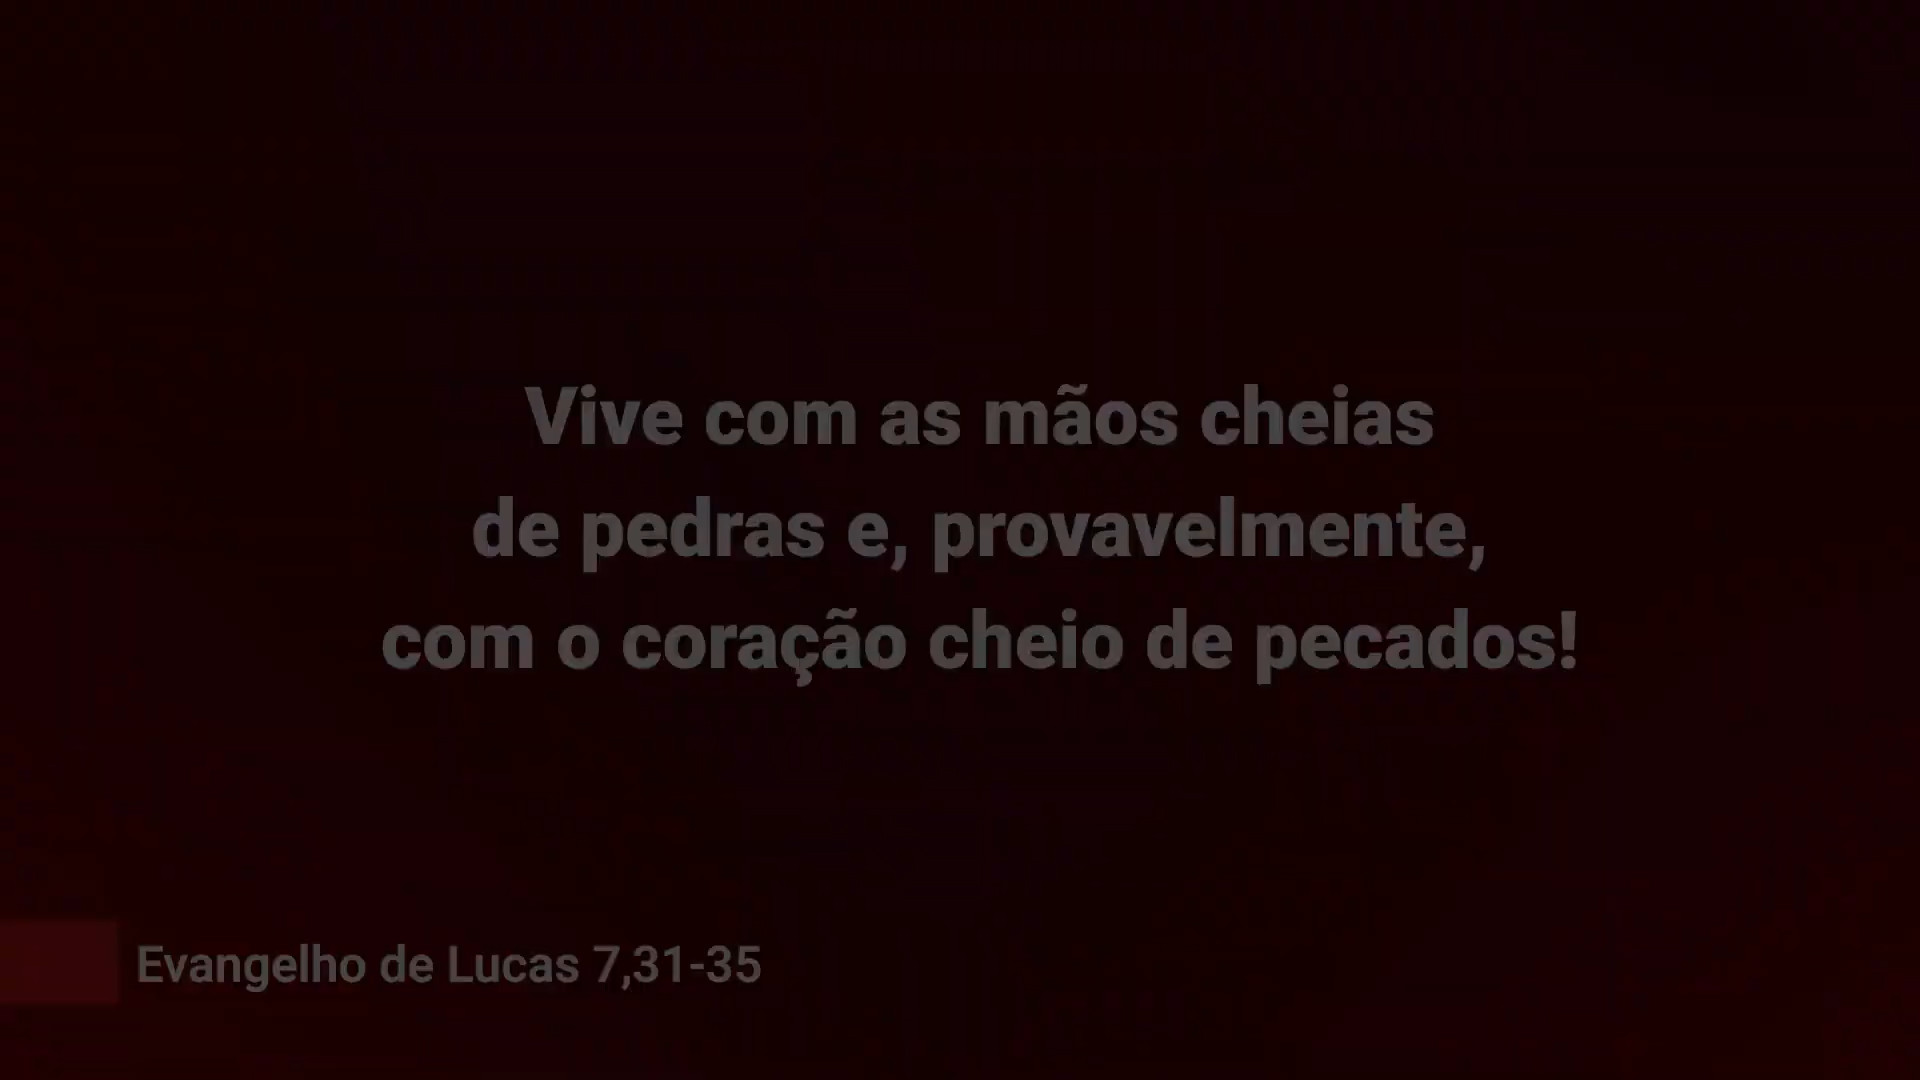 Vive com as mãos cheias
de pedras e, provavelmente,
com o coração cheio de pecados!
Evangelho de Lucas 7,31-35